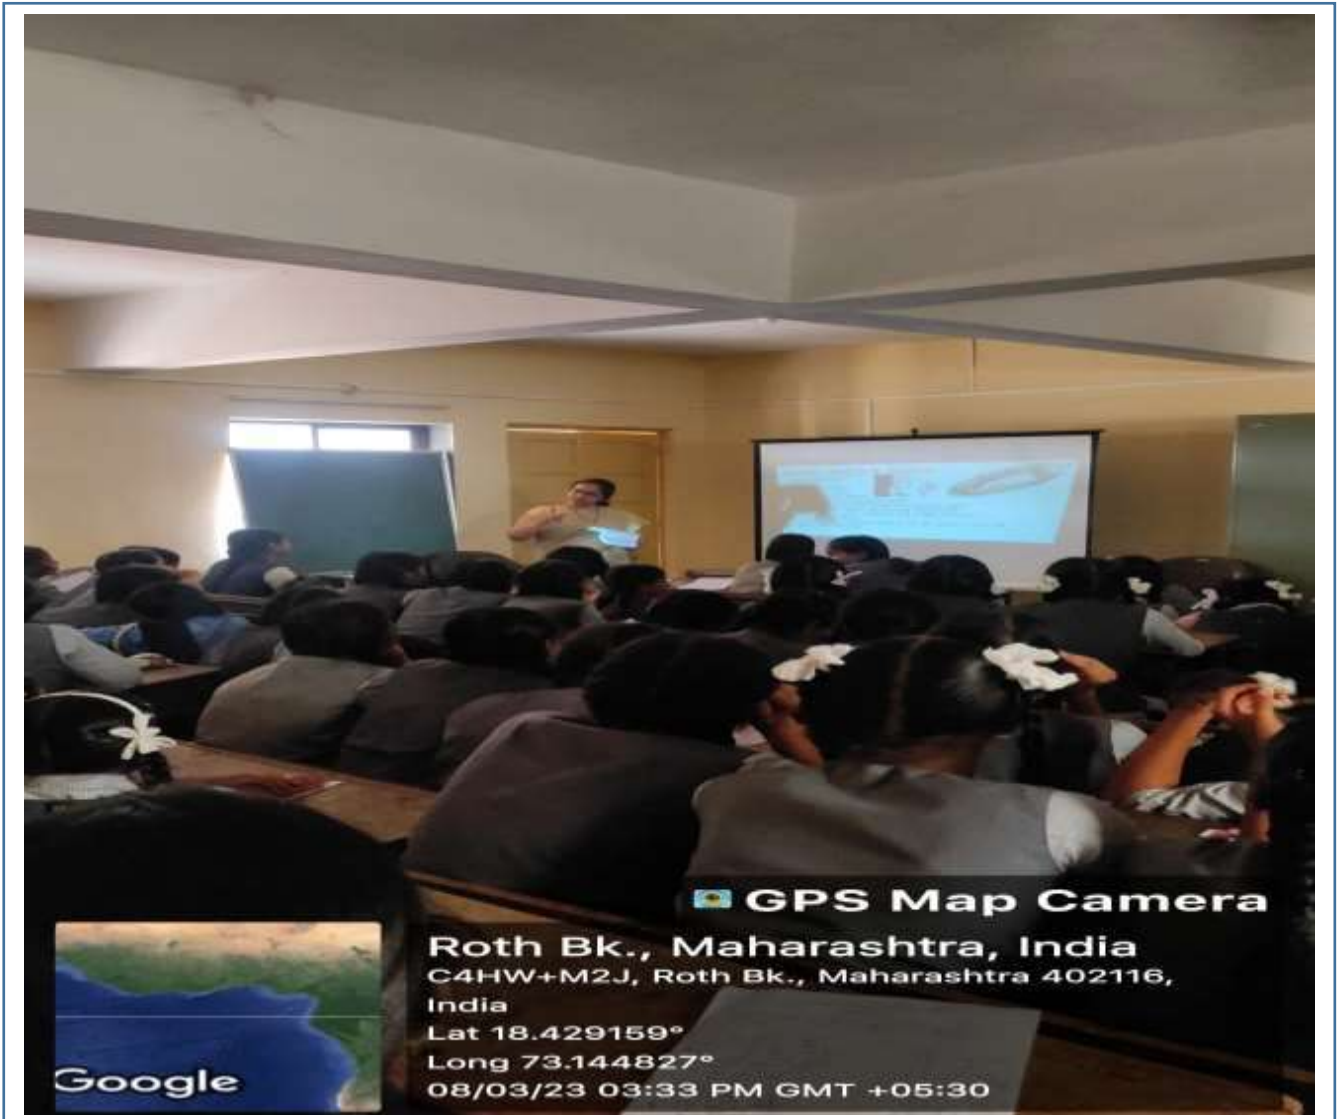 GPS Map Camera
Roth Bk., Maharashtra, India
C4HW+M2J, Roth Bk., Maharashtra 402116,
India
Lat 18.429159°
Long 73.144827°
08/03/23 03:33 PM GMT +05:30
Google